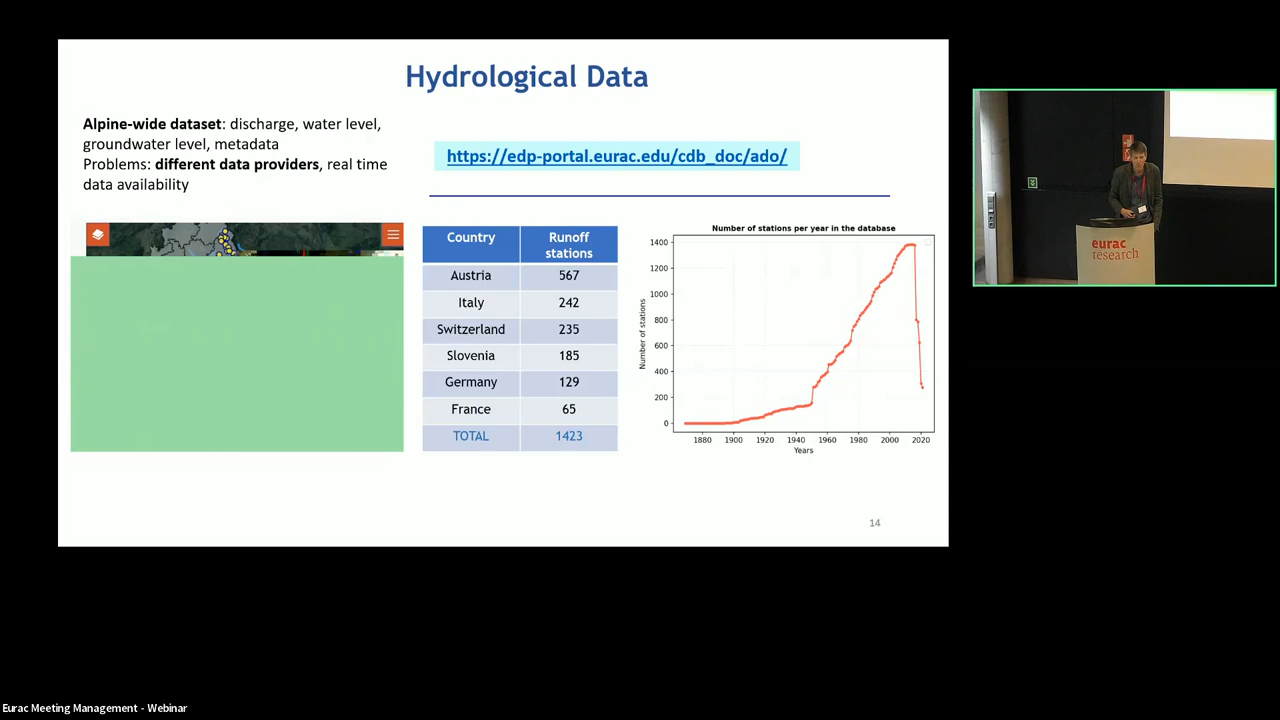 Hydrological Data
Alpine-wide dataset: discharge, water level,
groundwater level, metadata
Problems: different data providers, real time
data availability
https://edp-portal.eurac.edu/cdb_doc/ado/
Country Runoff stations
Austria 567
Italy 242
Switzerland 235
Slovenia 185
Germany 129
France 65
TOTAL 1423
Number of stations per year in the database
Number of stations
1400
1200
1000
800
600
400
200
0
1880 1900 1920 1940 1960 1980 2000 2020
Years
14
eurac
research
Eurac Meeting Management - Webinar